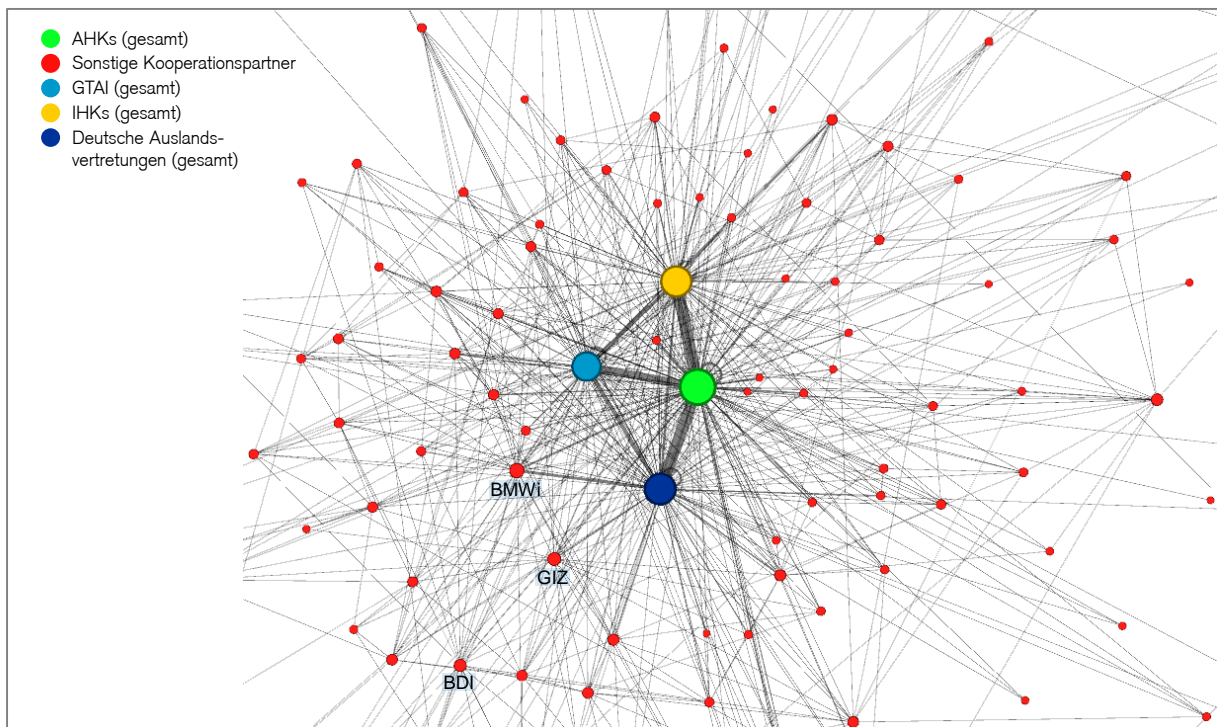 AHKs (gesamt)
Sonstige Kooperationspartner
GTAI (gesamt)
IHKs (gesamt)
Deutsche Auslands-
vertretungen (gesamt)
BMWi
GIZ
BDI